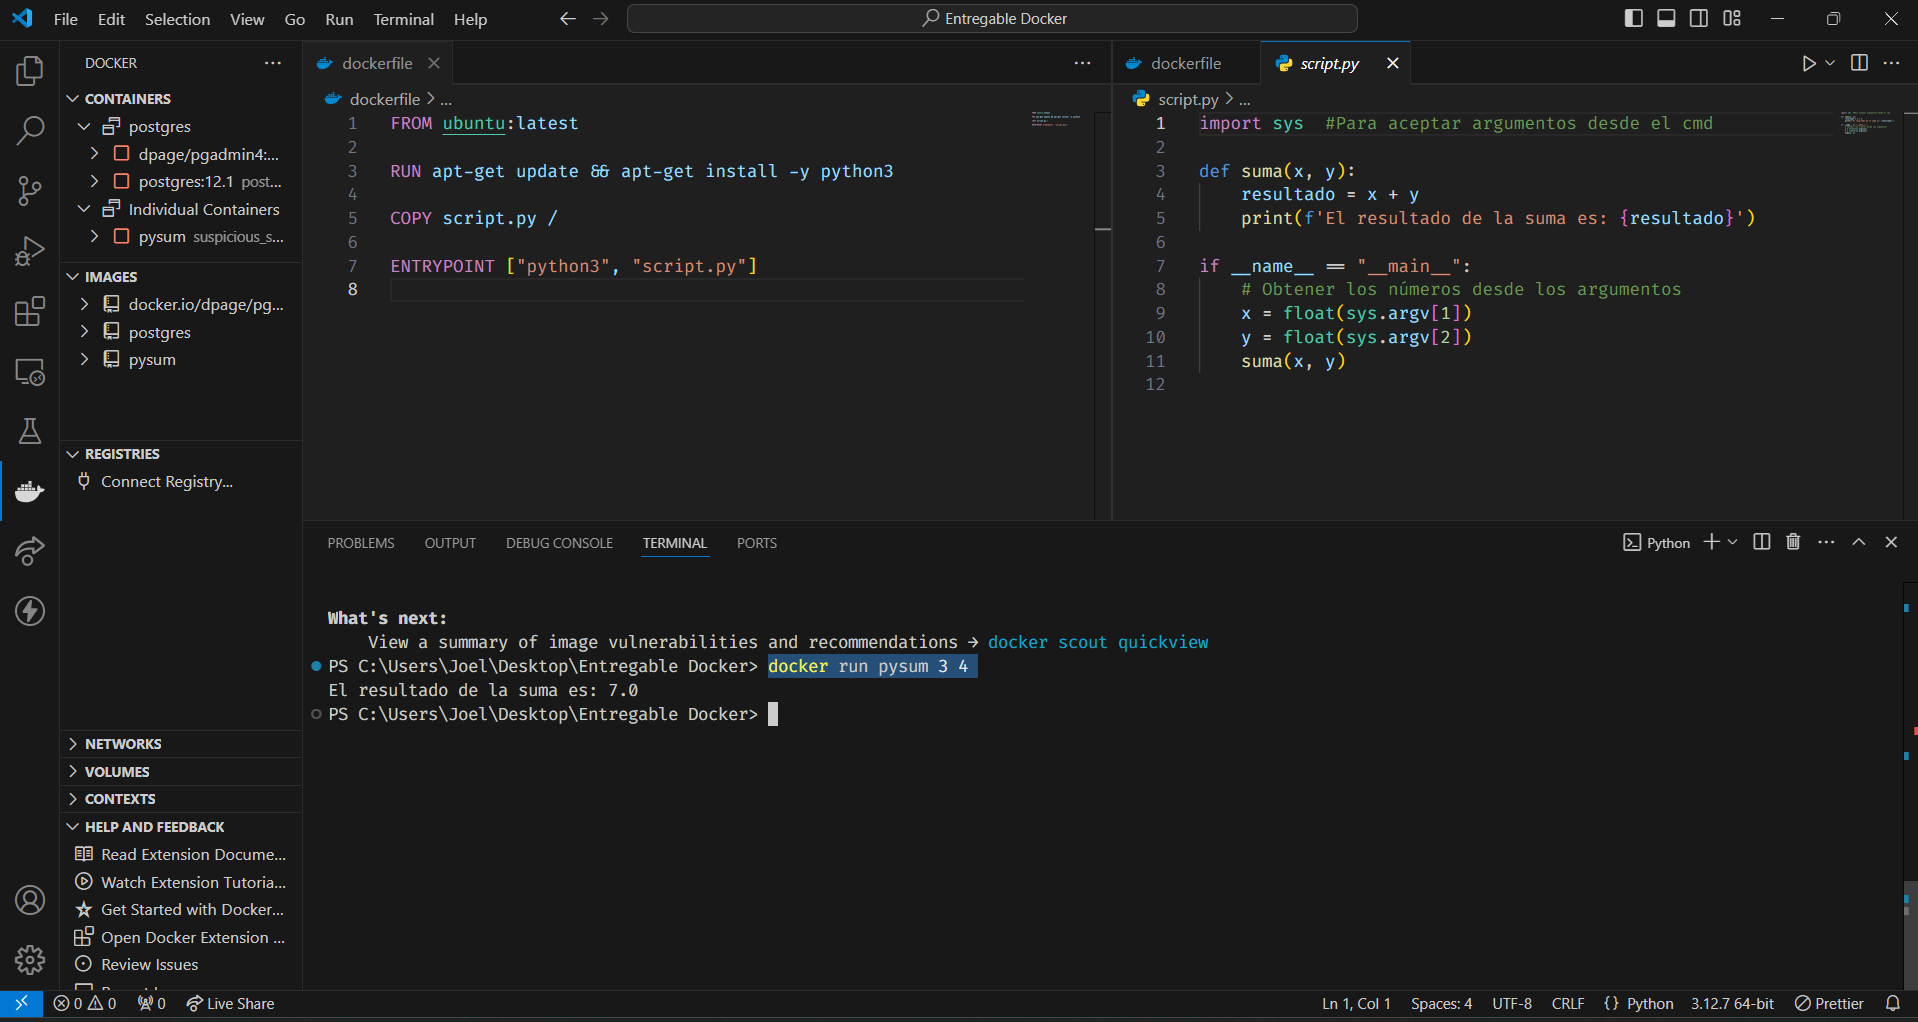 File Edit Selection View Go Run Terminal Help
Entregable Docker
DOCKER
CONTAINERS
postgres
dpage/pgadmin4:...
postgres:12.1 post...
Individual Containers
pysum suspicious_s...
IMAGES
docker.io/dpage/pg...
postgres
pysum
REGISTRIES
Connect Registry...
NETWORKS
VOLUMES
CONTEXTS
HELP AND FEEDBACK
Read Extension Docume...
Watch Extension Tutoria...
Get Started with Docker...
Open Docker Extension ...
Review Issues
dockerfile
dockerfile > ...
1 FROM ubuntu:latest
2
3 RUN apt-get update && apt-get install -y python3
4
5 COPY script.py /
6
7 ENTRYPOINT ["python3", "script.py"]
8
dockerfile script.py
script.py > ...
1 import sys #Para aceptar argumentos desde el cmd
2
3 def suma(x, y):
4 resultado = x + y
5 print(f'El resultado de la suma es: {resultado}')
6
7 if __name__ == "__main__":
8 # Obtener los números desde los argumentos
9 x = float(sys.argv[1])
10 y = float(sys.argv[2])
11 suma(x, y)
12
PROBLEMS OUTPUT DEBUG CONSOLE TERMINAL PORTS
Python
What's next:
View a summary of image vulnerabilities and recommendations → docker scout quickview
PS C:\Users\Joel\Desktop\Entregable Docker> docker run pysum 3 4
El resultado de la suma es: 7.0
PS C:\Users\Joel\Desktop\Entregable Docker>
0 0 0 Live Share
Ln 1, Col 1 Spaces: 4 UTF-8 CRLF {} Python 3.12.7 64-bit Prettier